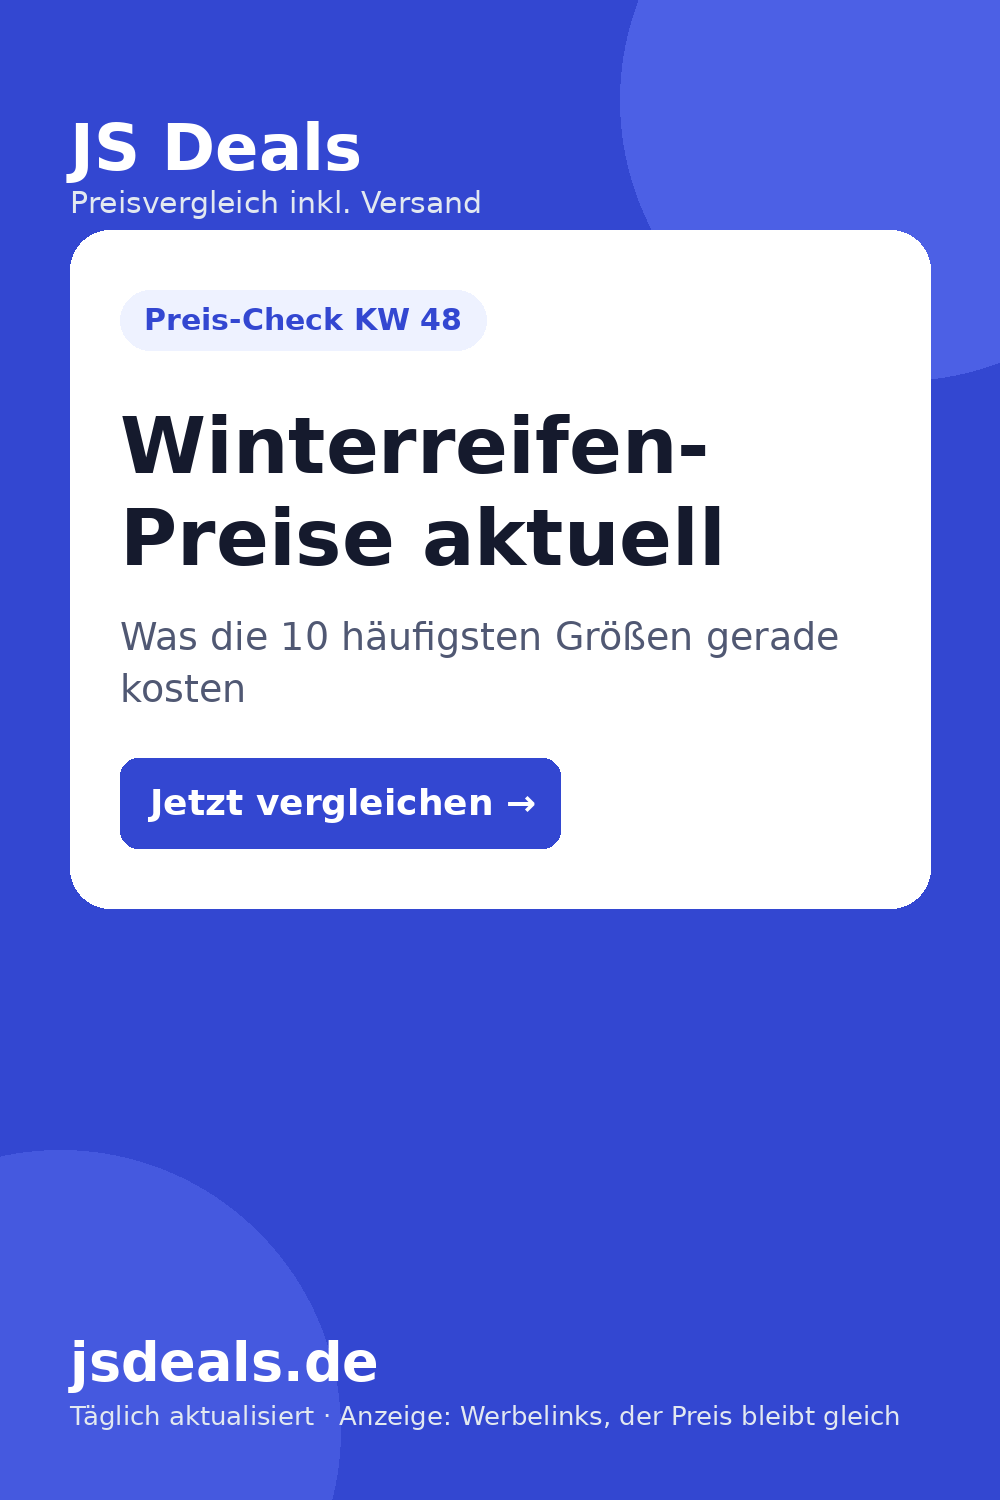 JS Deals
Preisvergleich inkl. Versand
Preis-Check KW 48
Winterreifen-
Preise aktuell
Was die 10 häufigsten Größen gerade
kosten
Jetzt vergleichen →
jsdeals.de
Täglich aktualisiert · Anzeige: Werbelinks, der Preis bleibt gleich